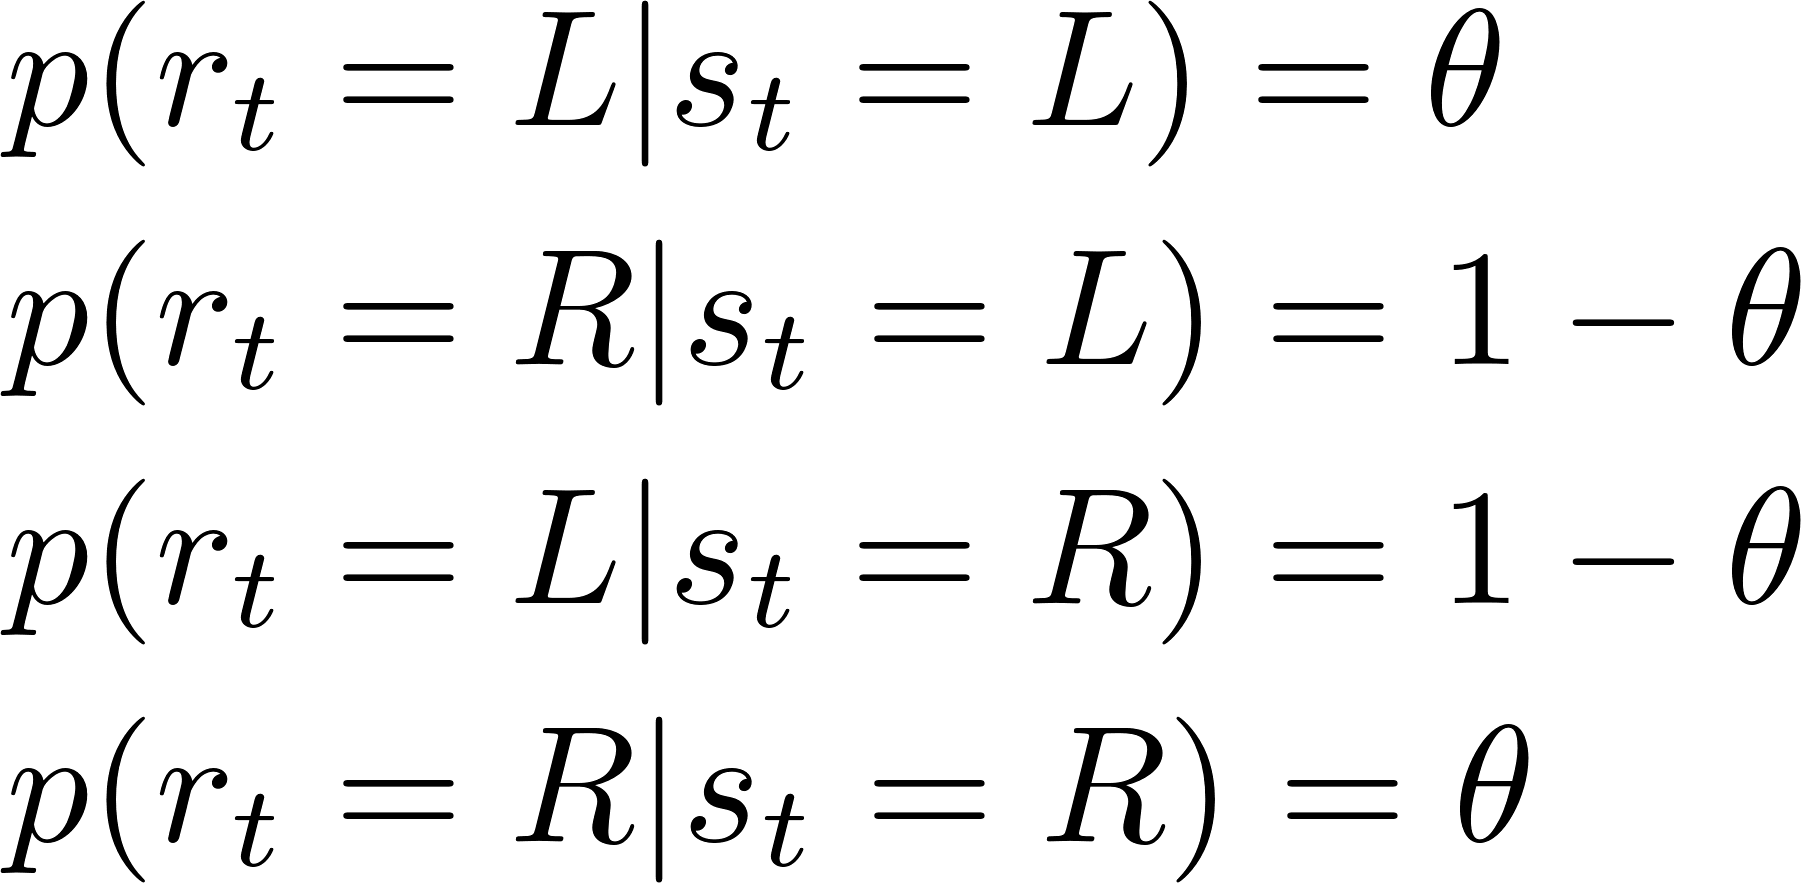 p(r_t = L|s_t = L) = θ
p(r_t = R|s_t = L) = 1 − θ
p(r_t = L|s_t = R) = 1 − θ
p(r_t = R|s_t = R) = θ